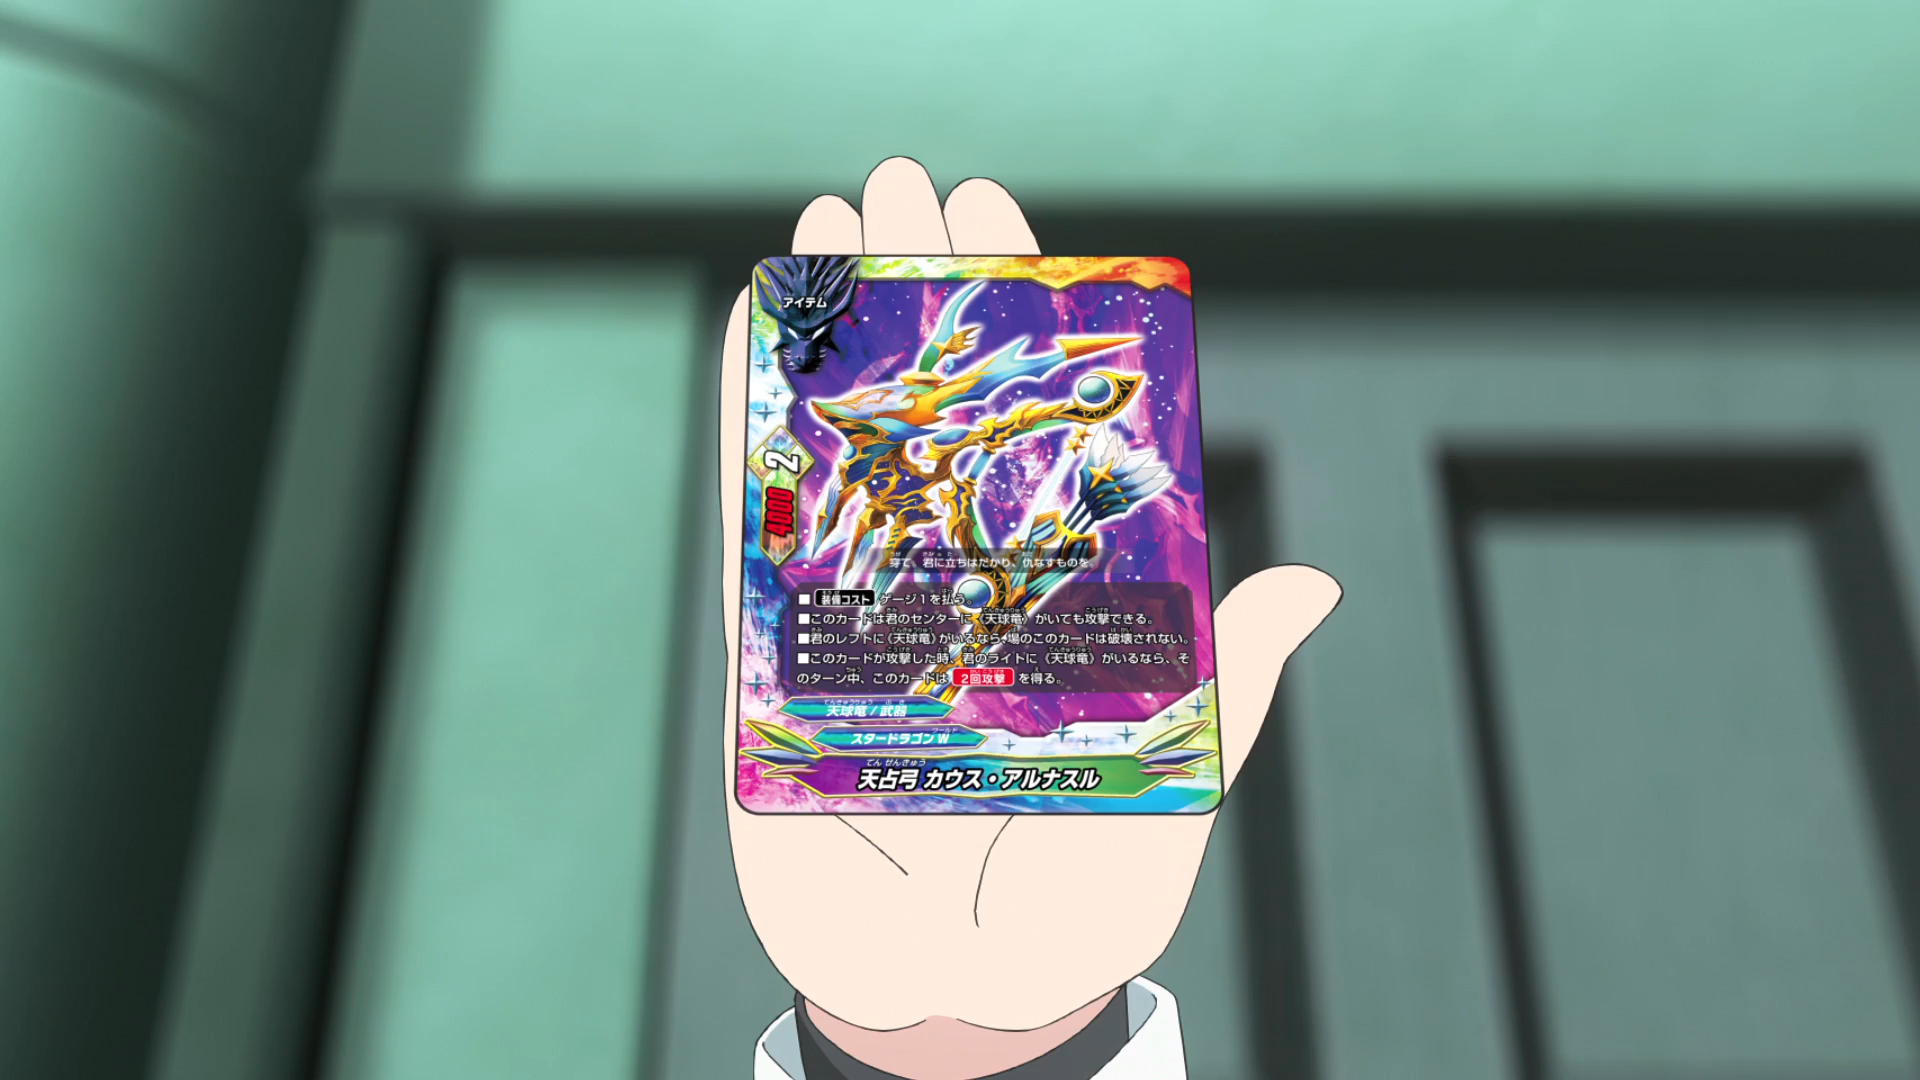 アイテム
2
4000
穿て、君に立ちはだかり、仇なすものを。
■装備コスト ゲージ1を払う。
■このカードは君のセンターに《天球竜》がいても攻撃できる。
■君のレフトに《天球竜》がいるなら、場のこのカードは破壊されない。
■このカードが攻撃した時、君のライトに《天球竜》がいるなら、そ
のターン中、このカードは 2回攻撃 を得る。
天球竜 / 武器
スタードラゴンW
天占弓 カウス・アルナスル